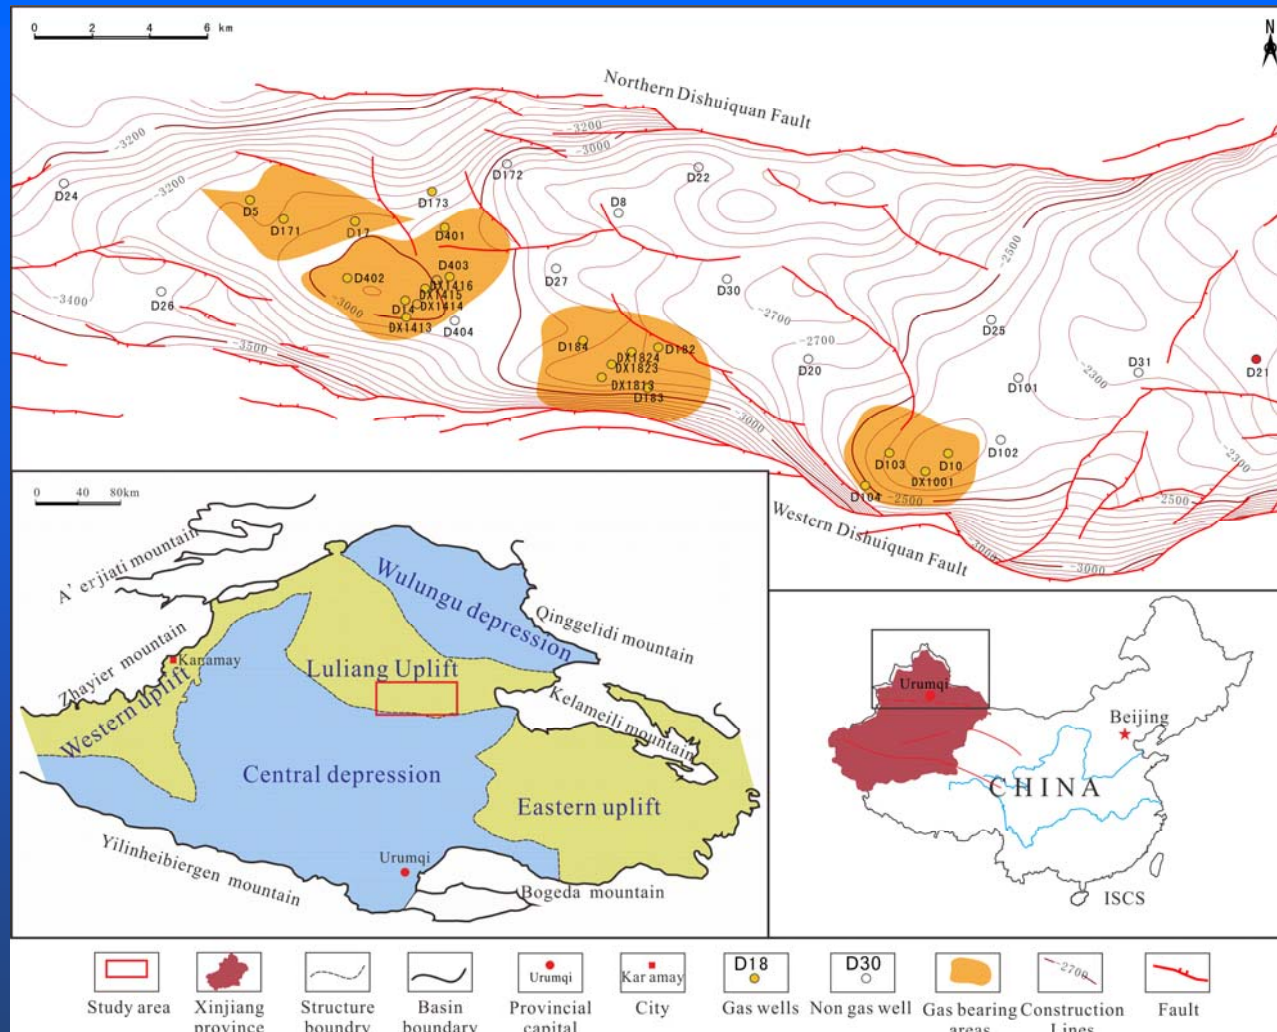 0 2 4 6 km
N
Northern Dishuiquan Fault
-3200
-3200
-3000
-3200
D24
D5
D171
D17
D173
D401
D172
D22
D8
D402
D403
DX1416
DX1415
D14
DX1414
DX1413
D404
-3000
D26
-3400
-3500
D27
D30
-2700
-2700
D20
-2500
D25
D101
D31
-2300
D21
D184
DX1824
D182
DX1823
DX1813
D183
-3000
D102
D103
D10
DX1001
D104
-2500
-2500
-2300
3000
-3000
Western Dishuiquan Fault
0 40 80km
A' erjiati mountain
Wulungu depression
Qinggelidi mountain
Zhayier mountain
Kanamay
Luliang Uplift
Western uplift
Kelameili mountain
Central depression
Eastern uplift
Urumqi
Yilinheibiergen mountain
Bogeda mountain
Urumqi
Beijing
CHINA
ISCS
Urumqi
Kar amay
D18
D30
-2700
Study area
Xinjiang
province
Structure
boundry
Basin
boundary
Provincial
capital
City
Gas wells
Non gas well
Gas bearing
areas
Construction
Lines
Fault